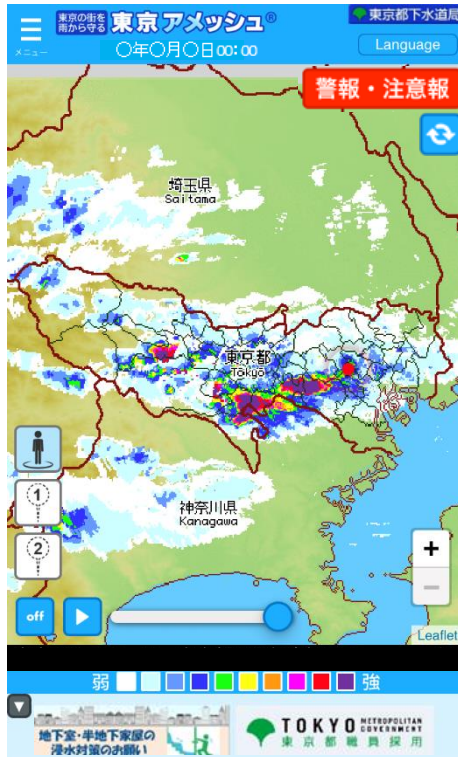 東京の街を
雨から守る
東京アメッシュ®
東京都下水道局
メニュー
〇年〇月〇日00:00
Language
警報・注意報
埼玉県
Saitama
東京都
Tōkyō
神奈川県
Kanagawa
1
2
+
−
off
Leaflet
弱 強
地下室・半地下家屋の
浸水対策のお願い
TOKYO METROPOLITAN
GOVERNMENT
東京都職員採用